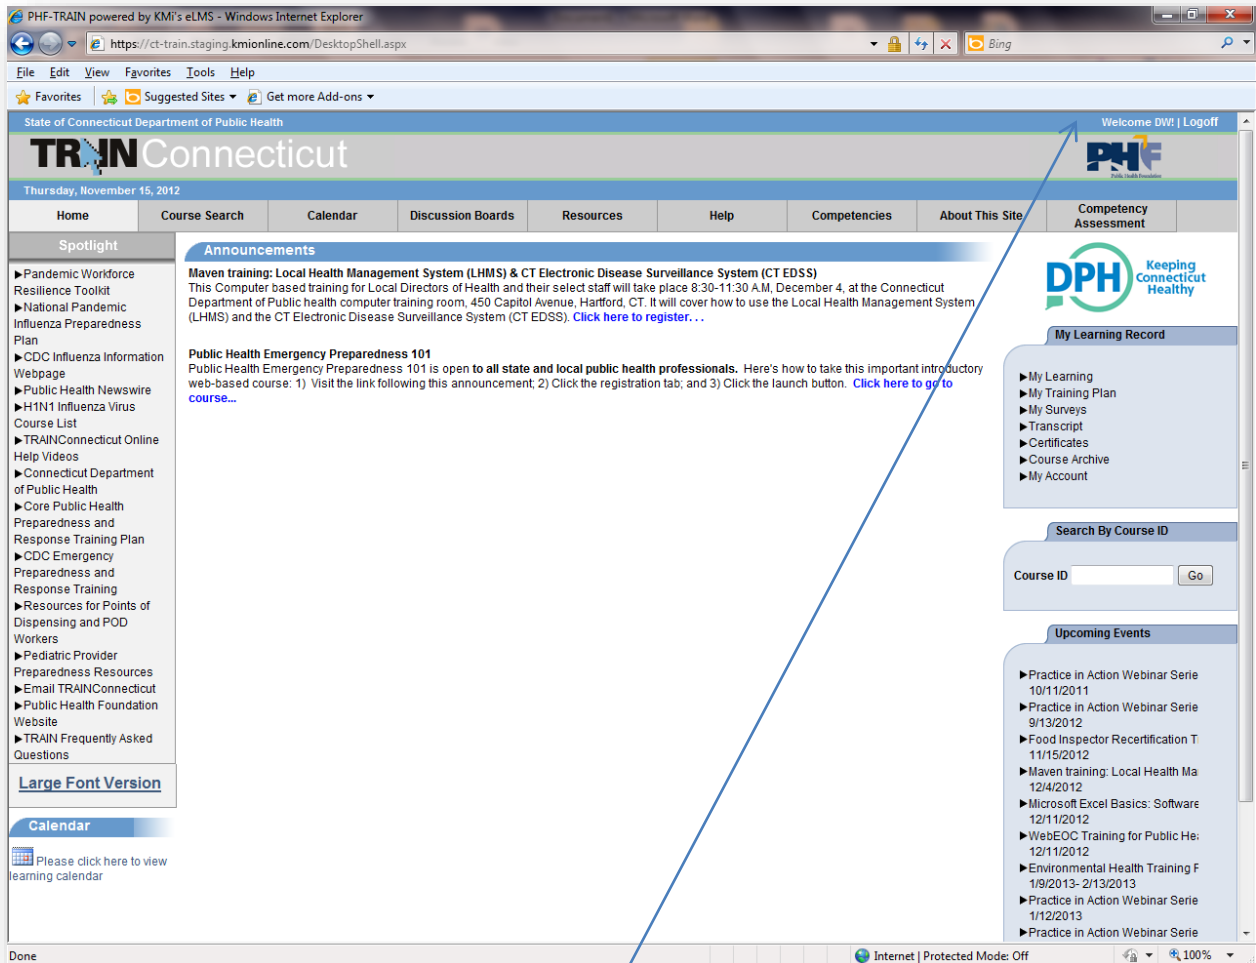 PHF-TRAIN powered by KMi's eLMS - Windows Internet Explorer
https://ct-train.staging.kmionline.com/DesktopShell.aspx
Bing
File Edit View Favorites Tools Help
Favorites Suggested Sites Get more Add-ons
State of Connecticut Department of Public Health
Welcome DW! | Logoff
TRAIN Connecticut
PHF
Public Health Foundation
Thursday, November 15, 2012
Home Course Search Calendar Discussion Boards Resources Help Competencies About This Site Competency Assessment
Spotlight
►Pandemic Workforce
Resilience Toolkit
►National Pandemic
Influenza Preparedness
Plan
►CDC Influenza Information
Webpage
►Public Health Newswire
►H1N1 Influenza Virus
Course List
►TRAINConnecticut Online
Help Videos
►Connecticut Department
of Public Health
►Core Public Health
Preparedness and
Response Training Plan
►CDC Emergency
Preparedness and
Response Training
►Resources for Points of
Dispensing and POD
Workers
►Pediatric Provider
Preparedness Resources
►Email TRAINConnecticut
►Public Health Foundation
Website
►TRAIN Frequently Asked
Questions
Large Font Version
Calendar
Please click here to view
learning calendar
Announcements
Maven training: Local Health Management System (LHMS) & CT Electronic Disease Surveillance System (CT EDSS)
This Computer based training for Local Directors of Health and their select staff will take place 8:30-11:30 A.M, December 4, at the Connecticut
Department of Public health computer training room, 450 Capitol Avenue, Hartford, CT. It will cover how to use the Local Health Management System
(LHMS) and the CT Electronic Disease Surveillance System (CT EDSS). Click here to register. . .
Public Health Emergency Preparedness 101
Public Health Emergency Preparedness 101 is open to all state and local public health professionals. Here's how to take this important introductory
web-based course: 1) Visit the link following this announcement; 2) Click the registration tab; and 3) Click the launch button. Click here to go to
course...
DPH Keeping
Connecticut
Healthy
My Learning Record
►My Learning
►My Training Plan
►My Surveys
►Transcript
►Certificates
►Course Archive
►My Account
Search By Course ID
Course ID Go
Upcoming Events
►Practice in Action Webinar Serie
10/11/2011
►Practice in Action Webinar Serie
9/13/2012
►Food Inspector Recertification T
11/15/2012
►Maven training: Local Health Ma
12/4/2012
►Microsoft Excel Basics: Software
12/11/2012
►WebEOC Training for Public He
12/11/2012
►Environmental Health Training F
1/9/2013- 2/13/2013
►Practice in Action Webinar Serie
1/12/2013
►Practice in Action Webinar Serie
Done
Internet | Protected Mode: Off
100%